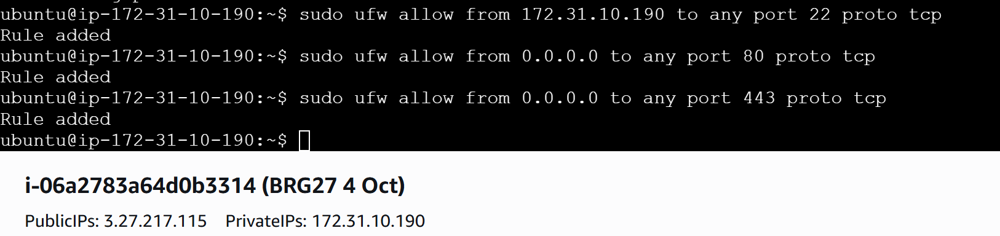 ubuntu@ip-172-31-10-190:~$ sudo ufw allow from 172.31.10.190 to any port 22 proto tcp
Rule added
ubuntu@ip-172-31-10-190:~$ sudo ufw allow from 0.0.0.0 to any port 80 proto tcp
Rule added
ubuntu@ip-172-31-10-190:~$ sudo ufw allow from 0.0.0.0 to any port 443 proto tcp
Rule added
ubuntu@ip-172-31-10-190:~$
i-06a2783a64d0b3314 (BRG27 4 Oct)
PublicIPs: 3.27.217.115 PrivateIPs: 172.31.10.190